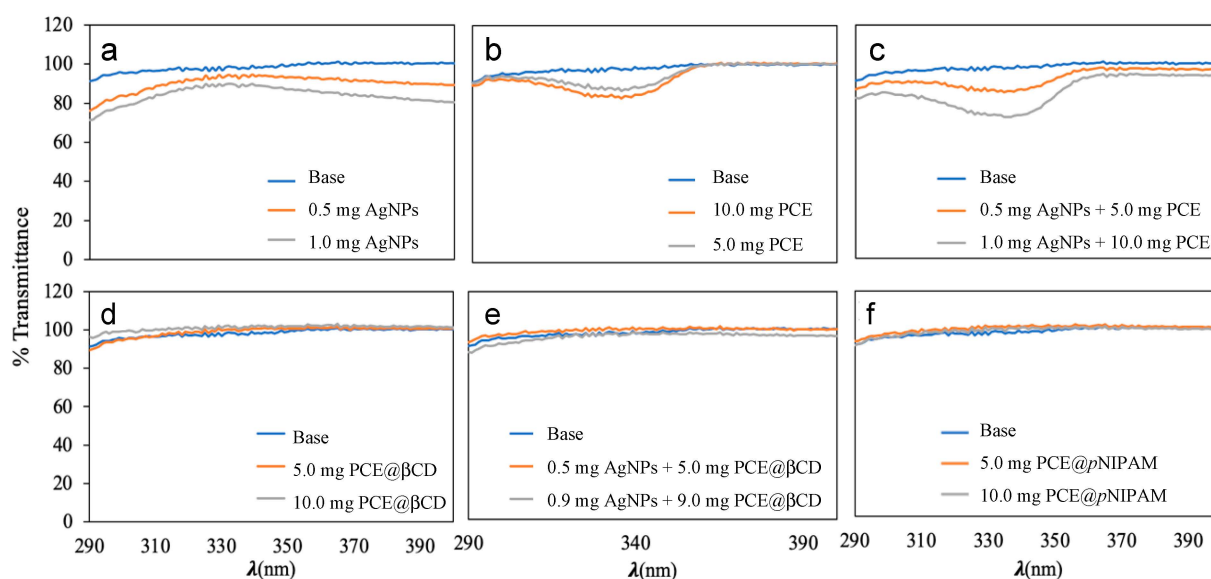 % Transmittance
120
100
80
60
40
20
0
a
Base
0.5 mg AgNPs
1.0 mg AgNPs
b
Base
10.0 mg PCE
5.0 mg PCE
c
Base
0.5 mg AgNPs + 5.0 mg PCE
1.0 mg AgNPs + 10.0 mg PCE
120
100
80
60
40
20
0
d
Base
5.0 mg PCE@βCD
10.0 mg PCE@βCD
e
Base
0.5 mg AgNPs + 5.0 mg PCE@βCD
0.9 mg AgNPs + 9.0 mg PCE@βCD
f
Base
5.0 mg PCE@pNIPAM
10.0 mg PCE@pNIPAM
290 310 330 350 370 390
λ(nm)
290 340 390
λ(nm)
290 310 330 350 370 390
λ(nm)